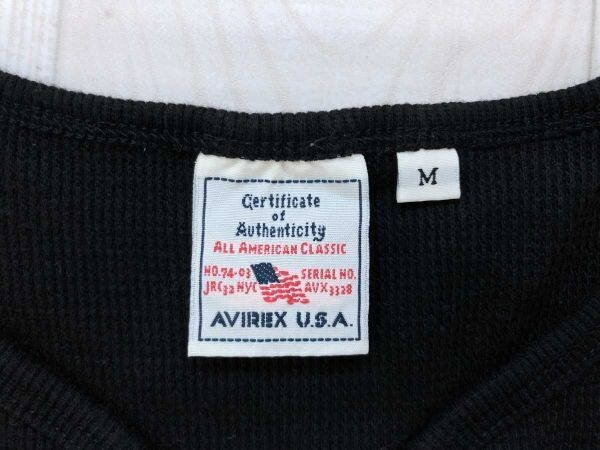 Certificate
of
Authenticity
ALL AMERICAN CLASSIC
NO.74-03 SERIAL NO.
JRC32 NYC AVX3328
AVIREX U.S.A.
M